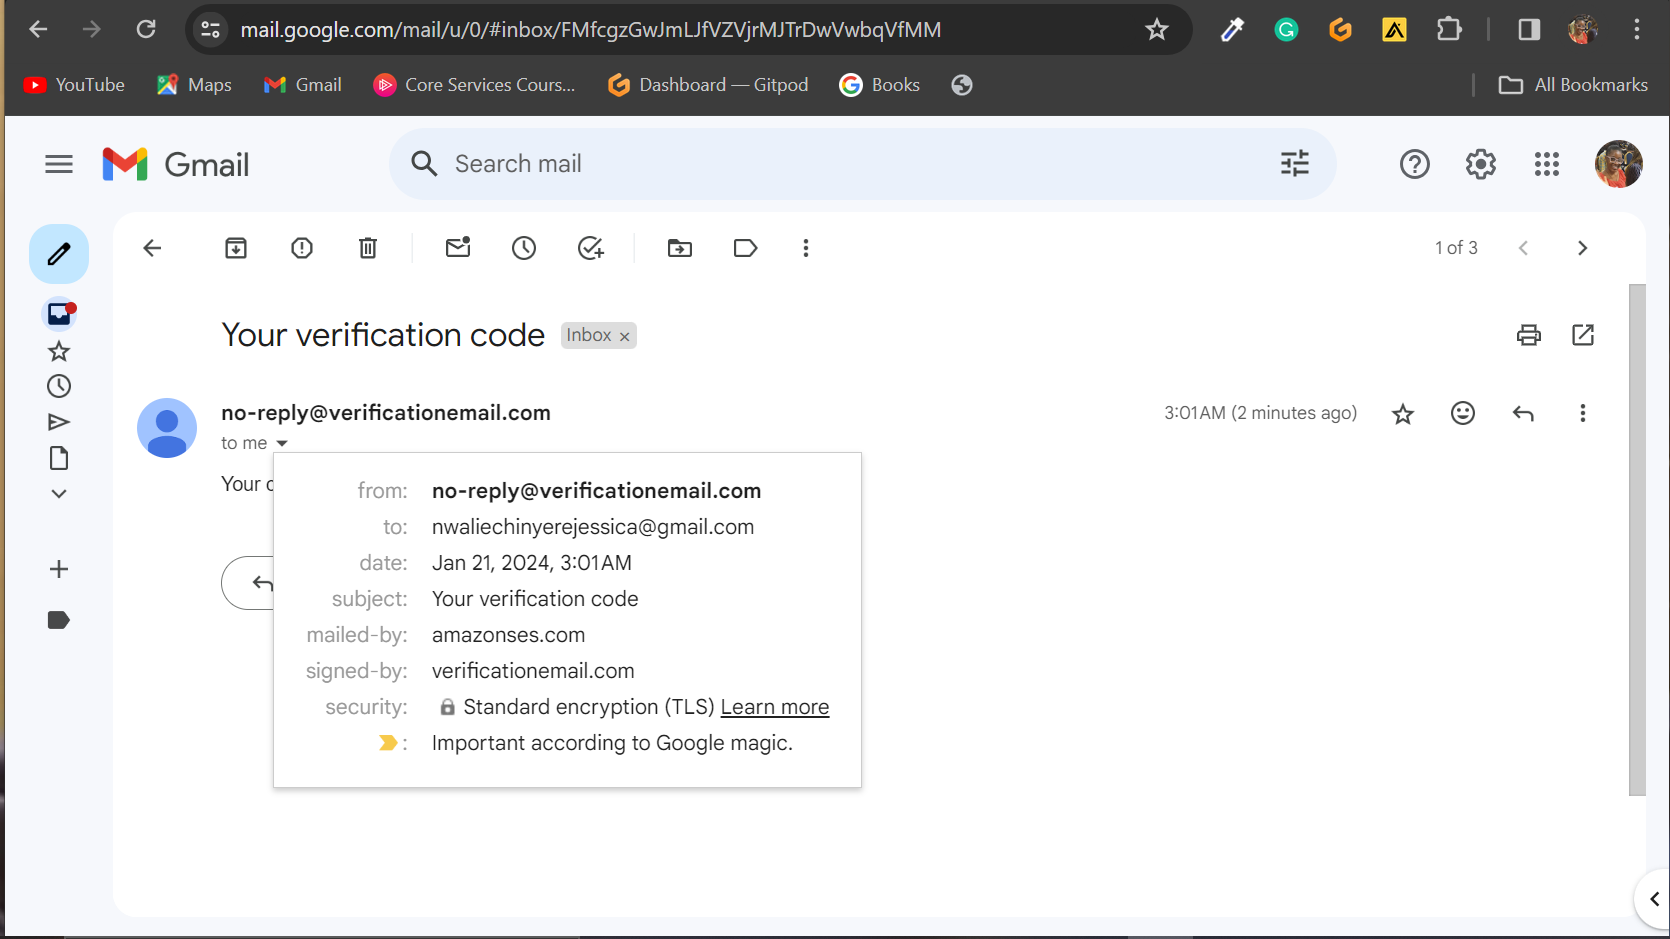 mail.google.com/mail/u/0/#inbox/FMfcgzGwJmLJfVZVjrMJTrDwVwbqVfMM
YouTube Maps Gmail Core Services Cours... Dashboard — Gitpod Books All Bookmarks
Gmail Search mail
1 of 3
Your verification code Inbox ×
no-reply@verificationemail.com 3:01 AM (2 minutes ago)
to me
Your c
from: no-reply@verificationemail.com
to: nwaliechinyerejessica@gmail.com
date: Jan 21, 2024, 3:01 AM
subject: Your verification code
mailed-by: amazonses.com
signed-by: verificationemail.com
security: Standard encryption (TLS) Learn more
: Important according to Google magic.